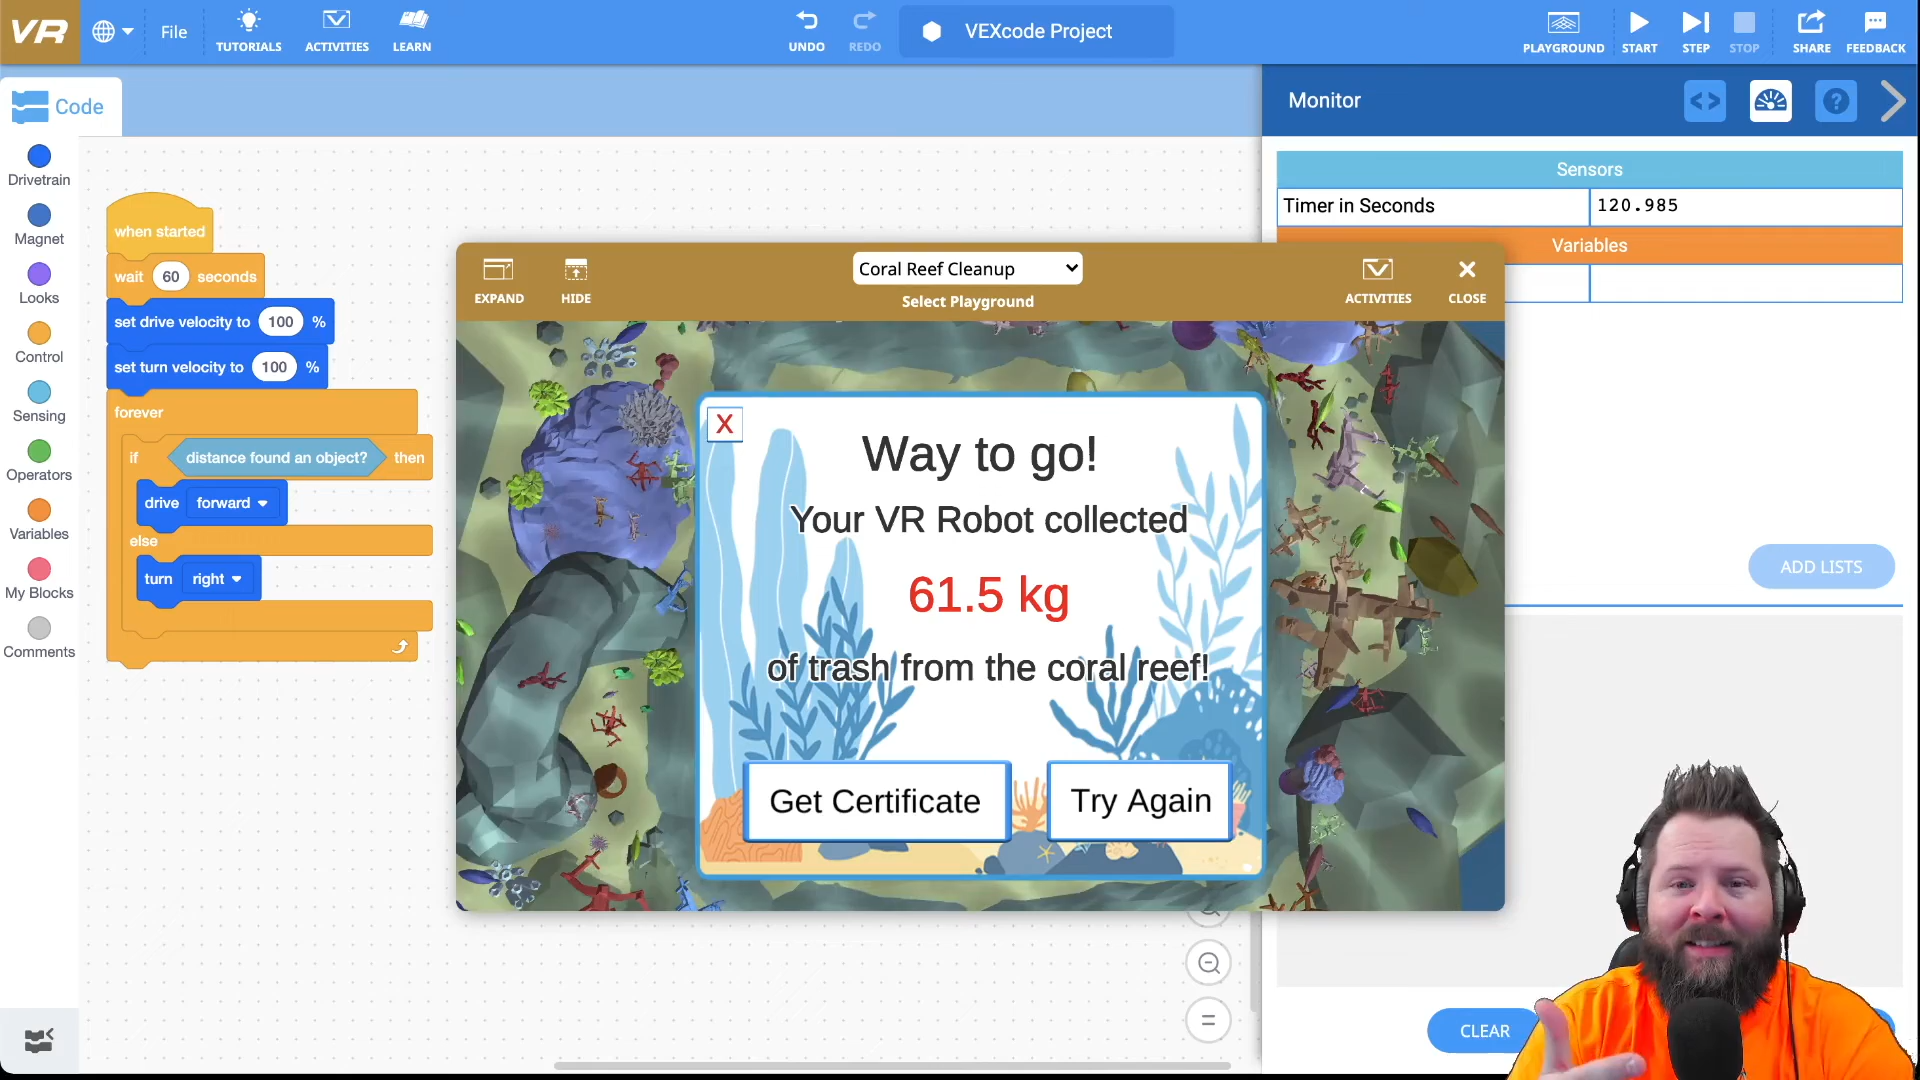 VR
File
TUTORIALS
ACTIVITIES
LEARN
UNDO
REDO
VEXcode Project
PLAYGROUND
START
STEP
STOP
SHARE
FEEDBACK
Code
Monitor
< >
?
Sensors
Timer in Seconds 120.985
Variables
Drivetrain
Magnet
Looks
Control
Sensing
Operators
Variables
My Blocks
Comments
when started
wait 60 seconds
set drive velocity to 100 %
set turn velocity to 100 %
forever
if distance found an object? then
drive forward
else
turn right
EXPAND
HIDE
Coral Reef Cleanup
Select Playground
ACTIVITIES
CLOSE
X
Way to go!
Your VR Robot collected
61.5 kg
of trash from the coral reef!
Get Certificate
Try Again
ADD LISTS
CLEAR